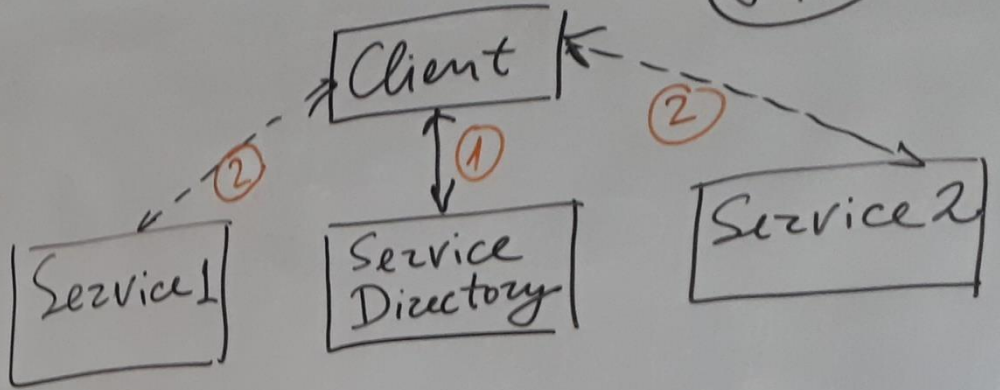 Client
2
1
2
Service1
Service
Directory
Service2